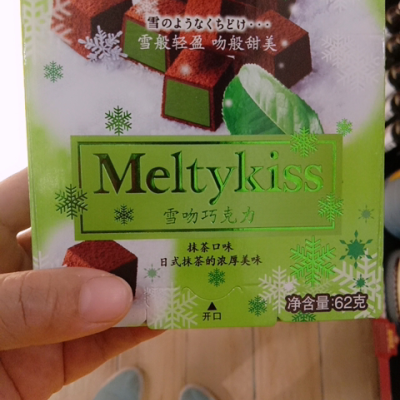 雪のようなくちどけ・・・
雪般轻盈 吻般甜美
Meltykiss
雪吻巧克力
抹茶口味
日式抹茶的浓厚美味
净含量:62克
▲
开口